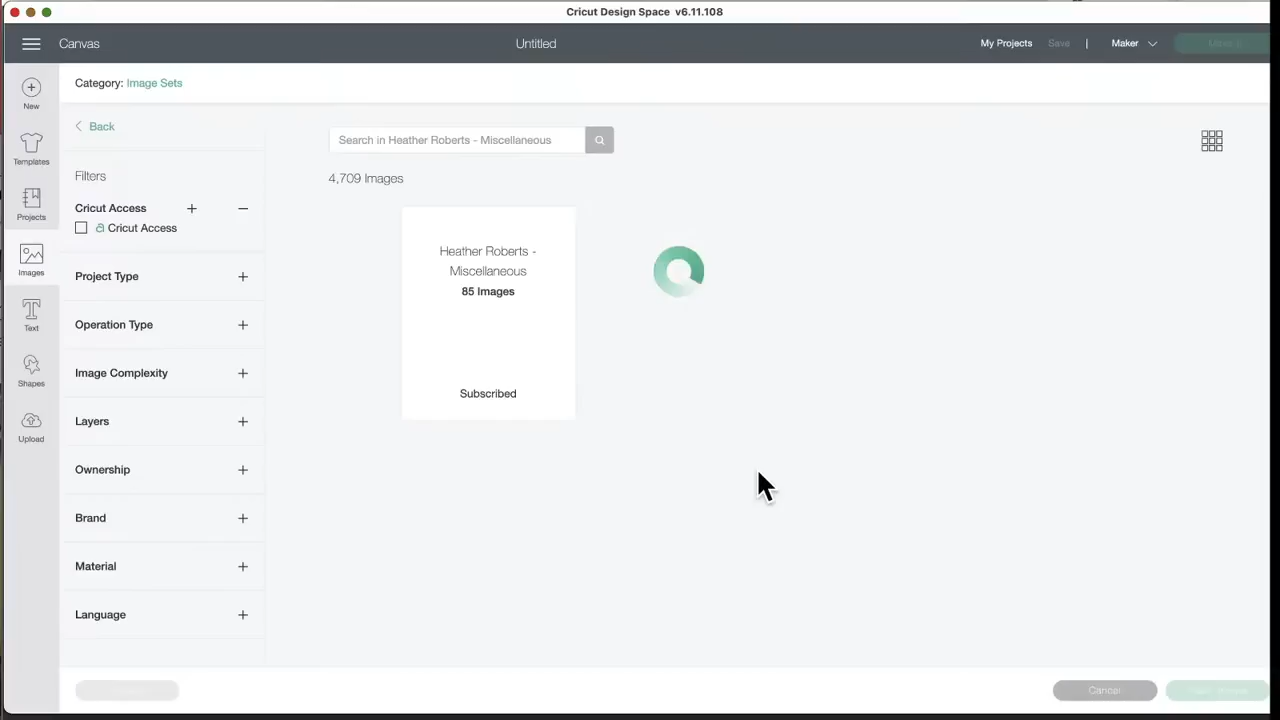 Cricut Design Space v6.11.108
Canvas
Untitled
My Projects
Save
|
Maker
Category: Image Sets
New
Templates
Projects
Images
Text
Shapes
Upload
Back
Filters
Cricut Access
Cricut Access
Project Type
Operation Type
Image Complexity
Layers
Ownership
Brand
Material
Language
Search in Heather Roberts - Miscellaneous
4,709 Images
Heather Roberts -
Miscellaneous
85 Images
Subscribed
Cancel